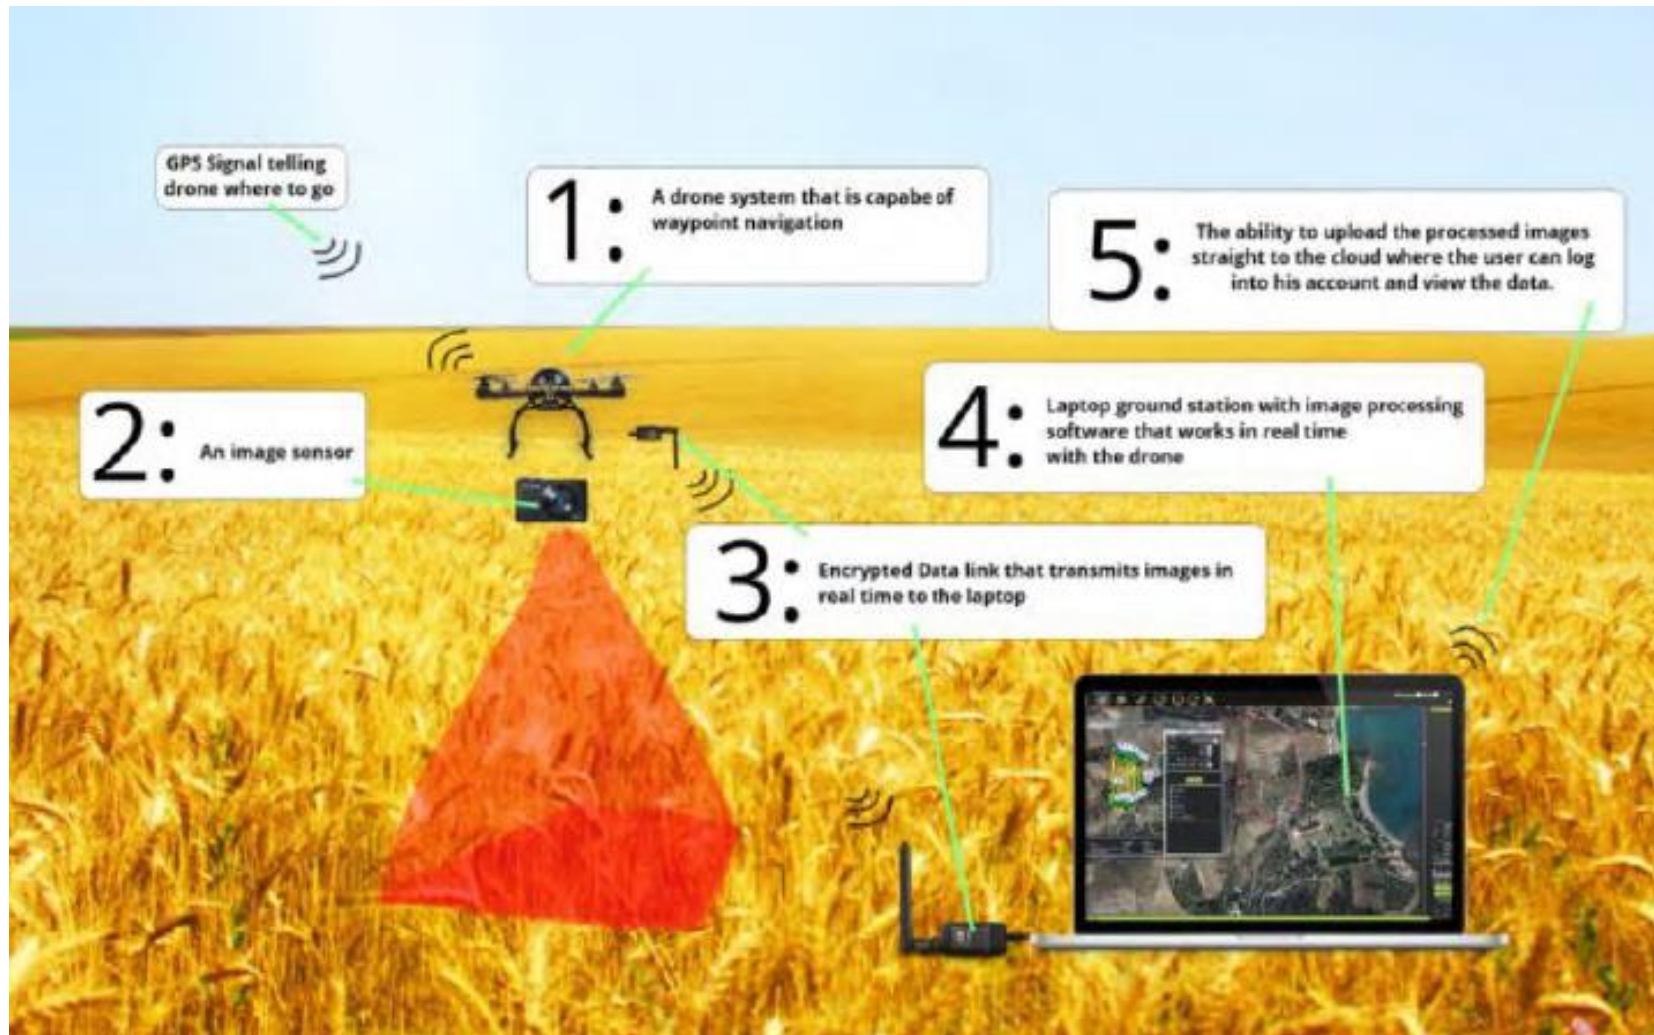 GPS Signal telling
drone where to go
1:
A drone system that is capabe of
waypoint navigation
5:
The ability to upload the processed images
straight to the cloud where the user can log
into his account and view the data.
2:
An image sensor
4:
Laptop ground station with image processing
software that works in real time
with the drone
3:
Encrypted Data link that transmits images in
real time to the laptop